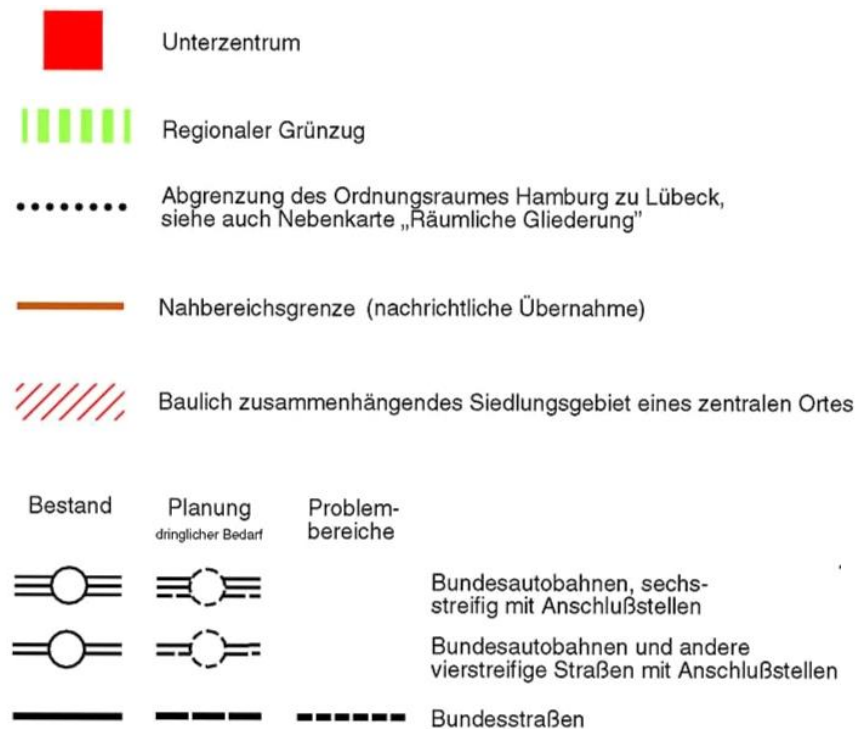 Unterzentrum
Regionaler Grünzug
Abgrenzung des Ordnungsraumes Hamburg zu Lübeck,
siehe auch Nebenkarte „Räumliche Gliederung”
Nahbereichsgrenze (nachrichtliche Übernahme)
Baulich zusammenhängendes Siedlungsgebiet eines zentralen Ortes
Bestand Planung Problem-
dringlicher Bedarf bereiche
Bundesautobahnen, sechs-
streifig mit Anschlußstellen
Bundesautobahnen und andere
vierstreifige Straßen mit Anschlußstellen
Bundesstraßen